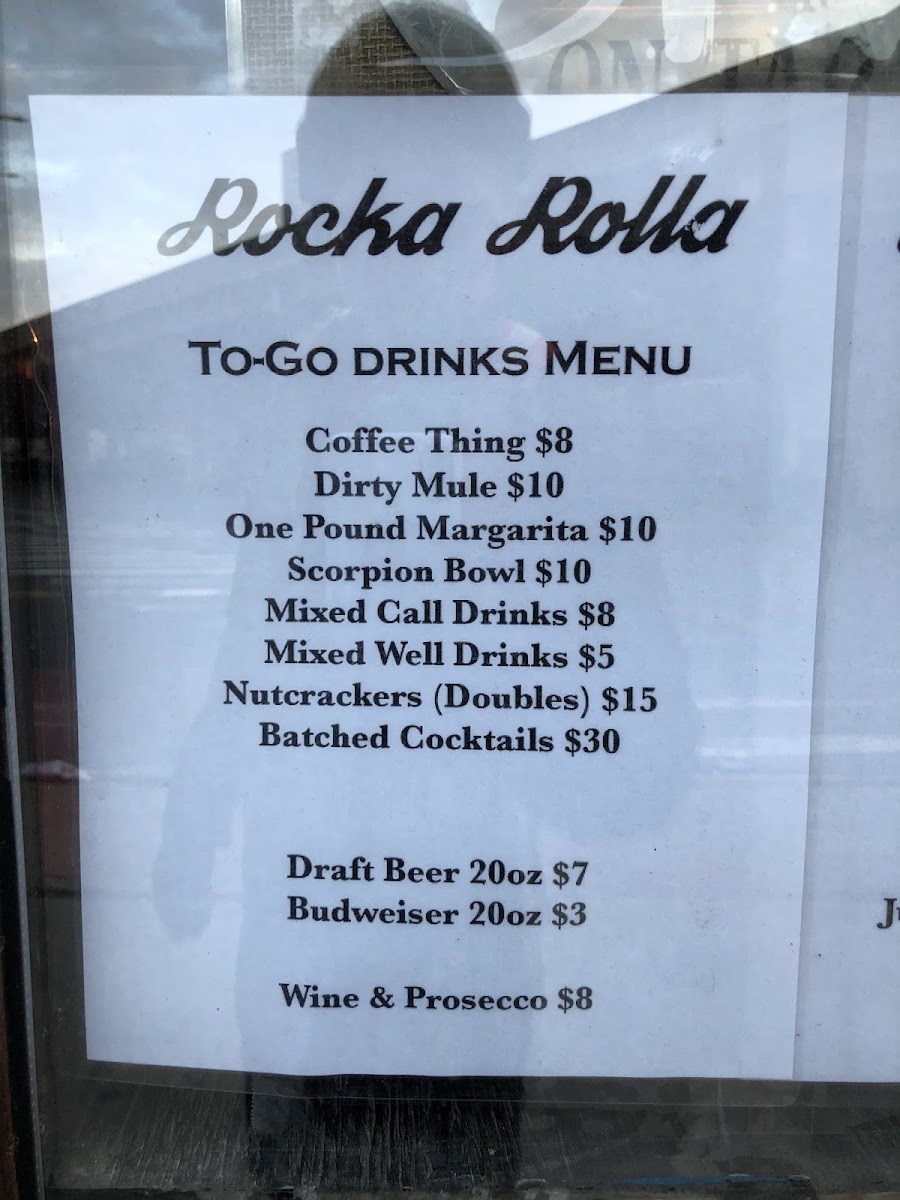 ON TAP
Rocka Rolla
TO-GO DRINKS MENU
Coffee Thing $8
Dirty Mule $10
One Pound Margarita $10
Scorpion Bowl $10
Mixed Call Drinks $8
Mixed Well Drinks $5
Nutcrackers (Doubles) $15
Batched Cocktails $30
Draft Beer 20oz $7
Budweiser 20oz $3
Wine & Prosecco $8